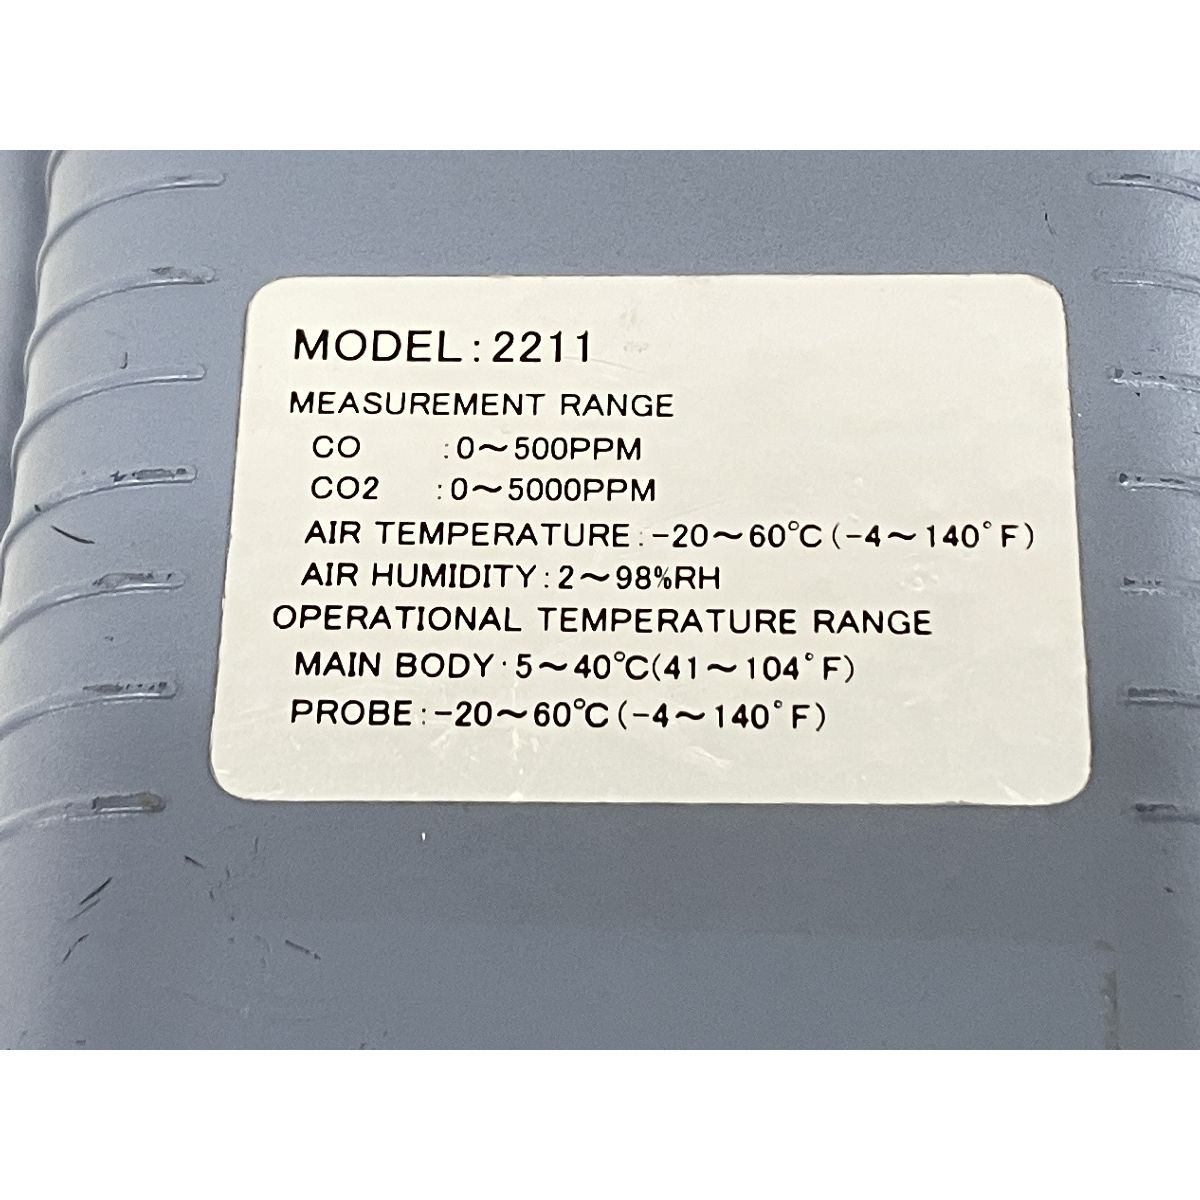 MODEL:2211
MEASUREMENT RANGE
CO :0～500PPM
CO2 :0～5000PPM
AIR TEMPERATURE:-20～60℃(-4～140°F)
AIR HUMIDITY:2～98%RH
OPERATIONAL TEMPERATURE RANGE
MAIN BODY:5～40℃(41～104°F)
PROBE:-20～60℃(-4～140°F)